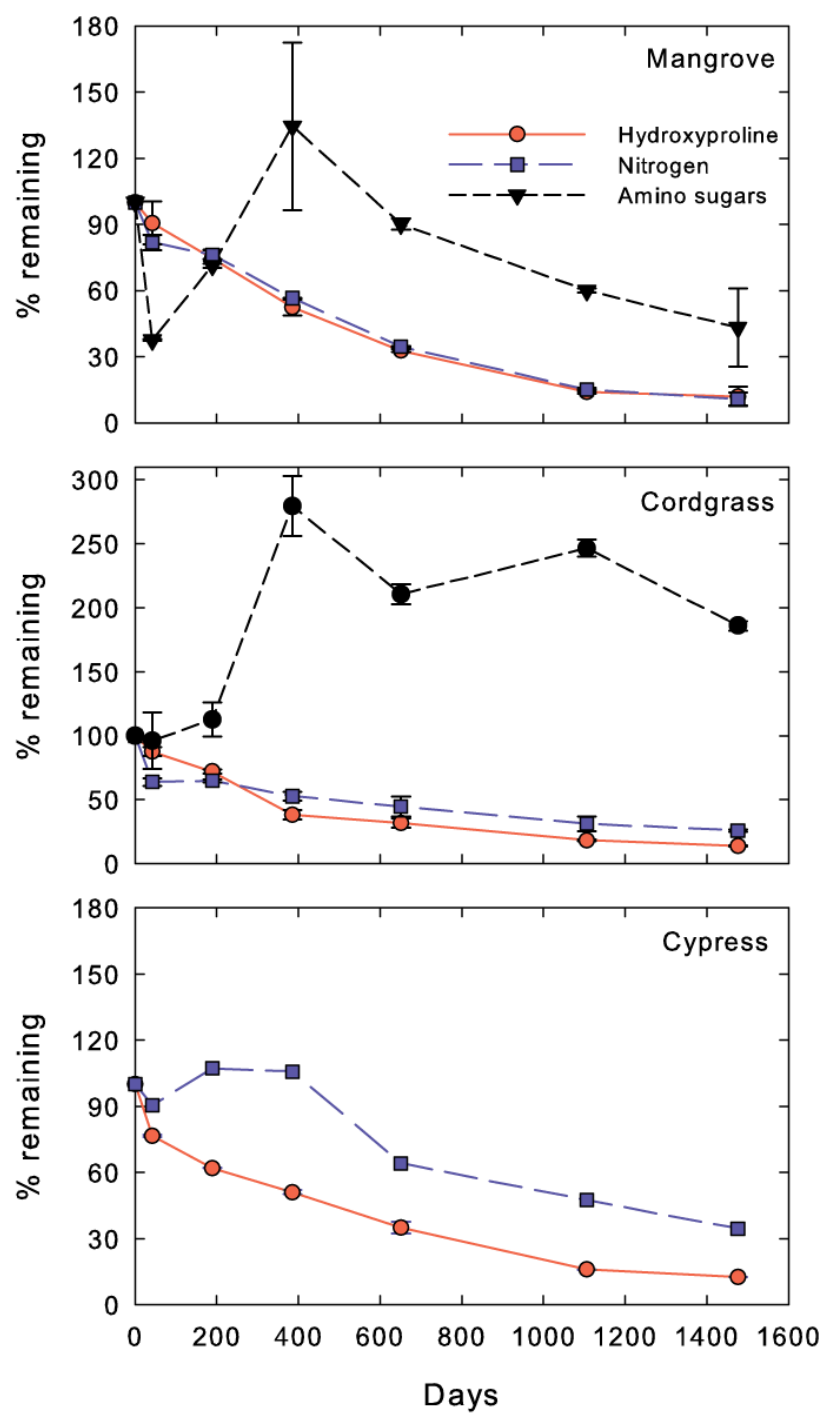 180
150
120
90
60
30
0
% remaining
Mangrove
Hydroxyproline
Nitrogen
Amino sugars
300
250
200
150
100
50
0
% remaining
Cordgrass
180
150
120
90
60
30
0
% remaining
Cypress
0 200 400 600 800 1000 1200 1400 1600
Days